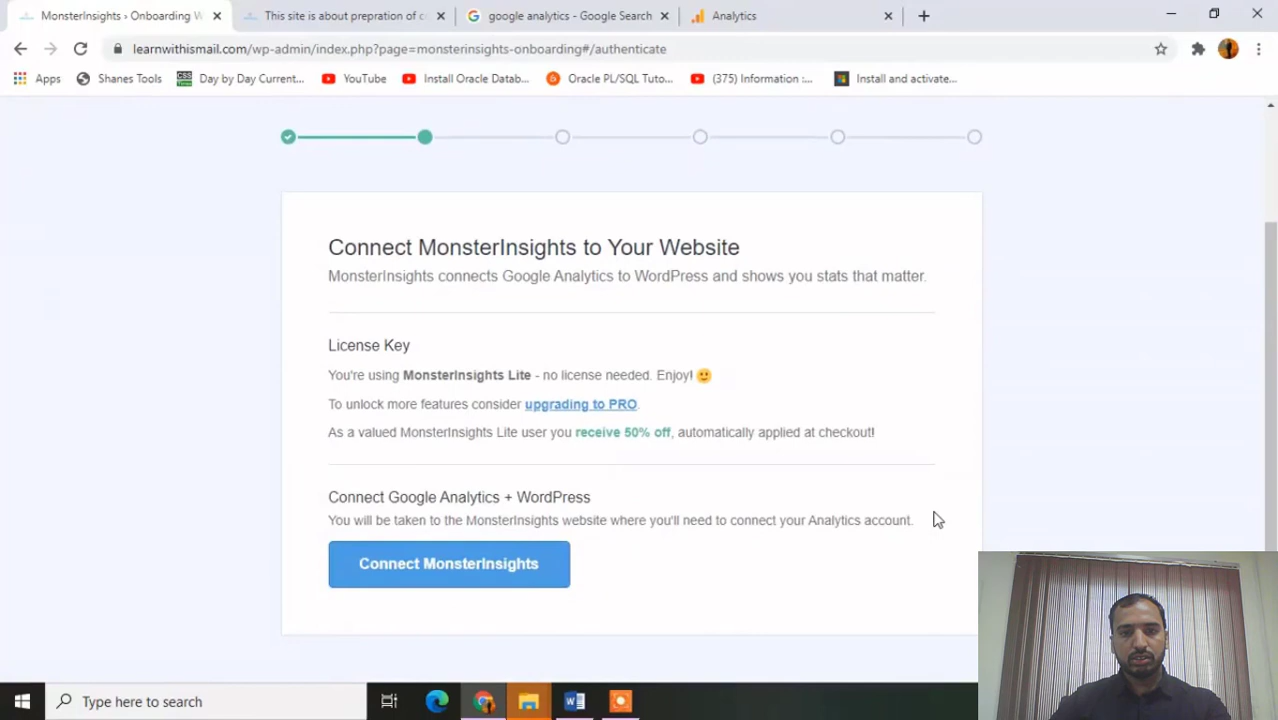 MonsterInsights › Onboarding W
This site is about prepration of c
google analytics - Google Search
Analytics
learnwithismail.com/wp-admin/index.php?page=monsterinsights-onboarding#/authenticate
Apps
Shanes Tools
CSS
Day by Day Current...
YouTube
Install Oracle Datab...
Oracle PL/SQL Tuto...
(375) Information :...
Install and activate...
Connect MonsterInsights to Your Website
MonsterInsights connects Google Analytics to WordPress and shows you stats that matter.
License Key
You're using MonsterInsights Lite - no license needed. Enjoy! 🙂
To unlock more features consider upgrading to PRO.
As a valued MonsterInsights Lite user you receive 50% off, automatically applied at checkout!
Connect Google Analytics + WordPress
You will be taken to the MonsterInsights website where you'll need to connect your Analytics account.
Connect MonsterInsights
Type here to search